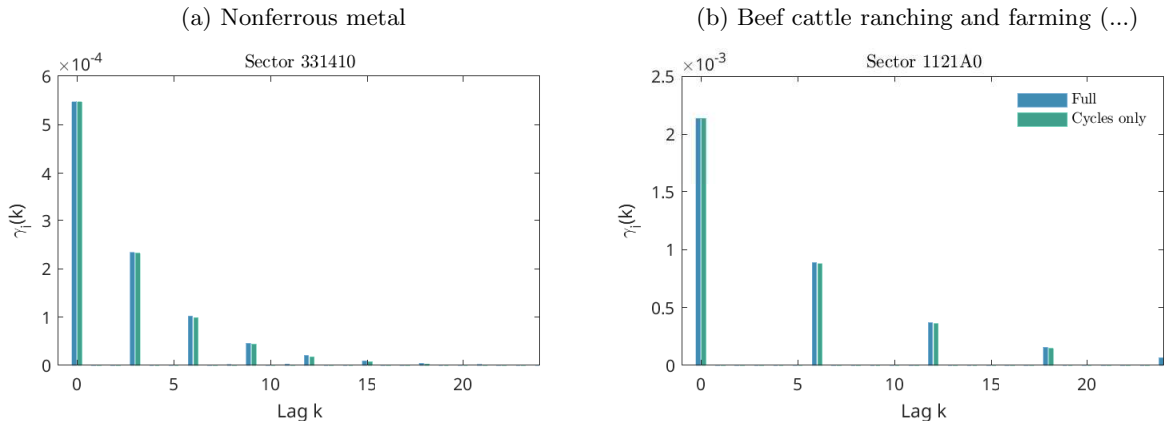 (a) Nonferrous metal
Sector 331410
×10⁻⁴
6
5
4
3
2
1
0
γᵢ(k)
0 5 10 15 20
Lag k
(b) Beef cattle ranching and farming (...)
Sector 1121A0
×10⁻³
2.5
2
1.5
1
0.5
0
γᵢ(k)
Full
Cycles only
0 5 10 15 20
Lag k